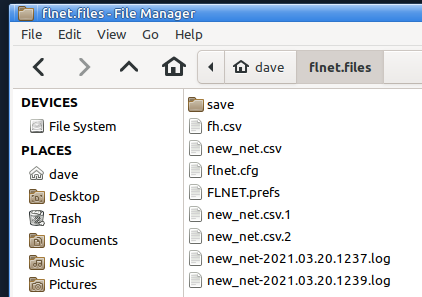 flnet.files - File Manager
File Edit View Go Help
dave flnet.files
DEVICES
File System
PLACES
dave
Desktop
Trash
Documents
Music
Pictures
save
fh.csv
new_net.csv
flnet.cfg
FLNET.prefs
new_net.csv.1
new_net.csv.2
new_net-2021.03.20.1237.log
new_net-2021.03.20.1239.log